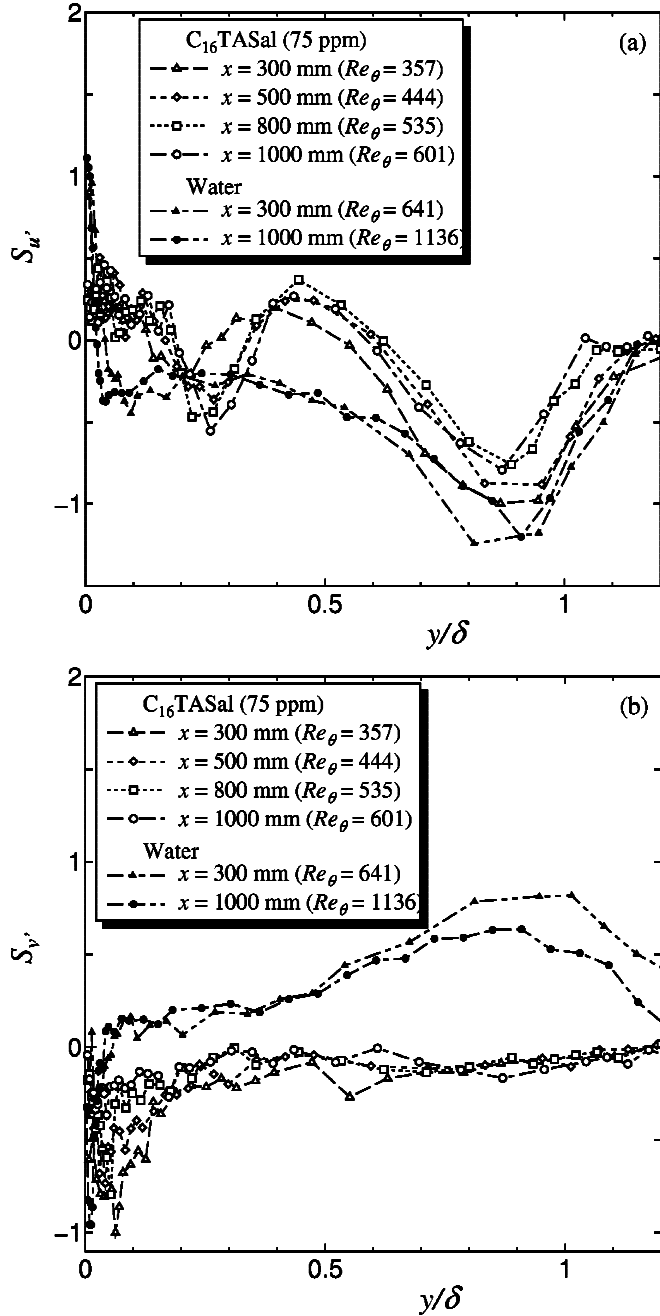 (a)
C₁₆TASal (75 ppm)
x = 300 mm (Reθ = 357)
x = 500 mm (Reθ = 444)
x = 800 mm (Reθ = 535)
x = 1000 mm (Reθ = 601)
Water
x = 300 mm (Reθ = 641)
x = 1000 mm (Reθ = 1136)
2
1
0
−1
Su′
0
0.5
1
y/δ
(b)
C₁₆TASal (75 ppm)
x = 300 mm (Reθ = 357)
x = 500 mm (Reθ = 444)
x = 800 mm (Reθ = 535)
x = 1000 mm (Reθ = 601)
Water
x = 300 mm (Reθ = 641)
x = 1000 mm (Reθ = 1136)
2
1
0
−1
Sv′
0
0.5
1
y/δ